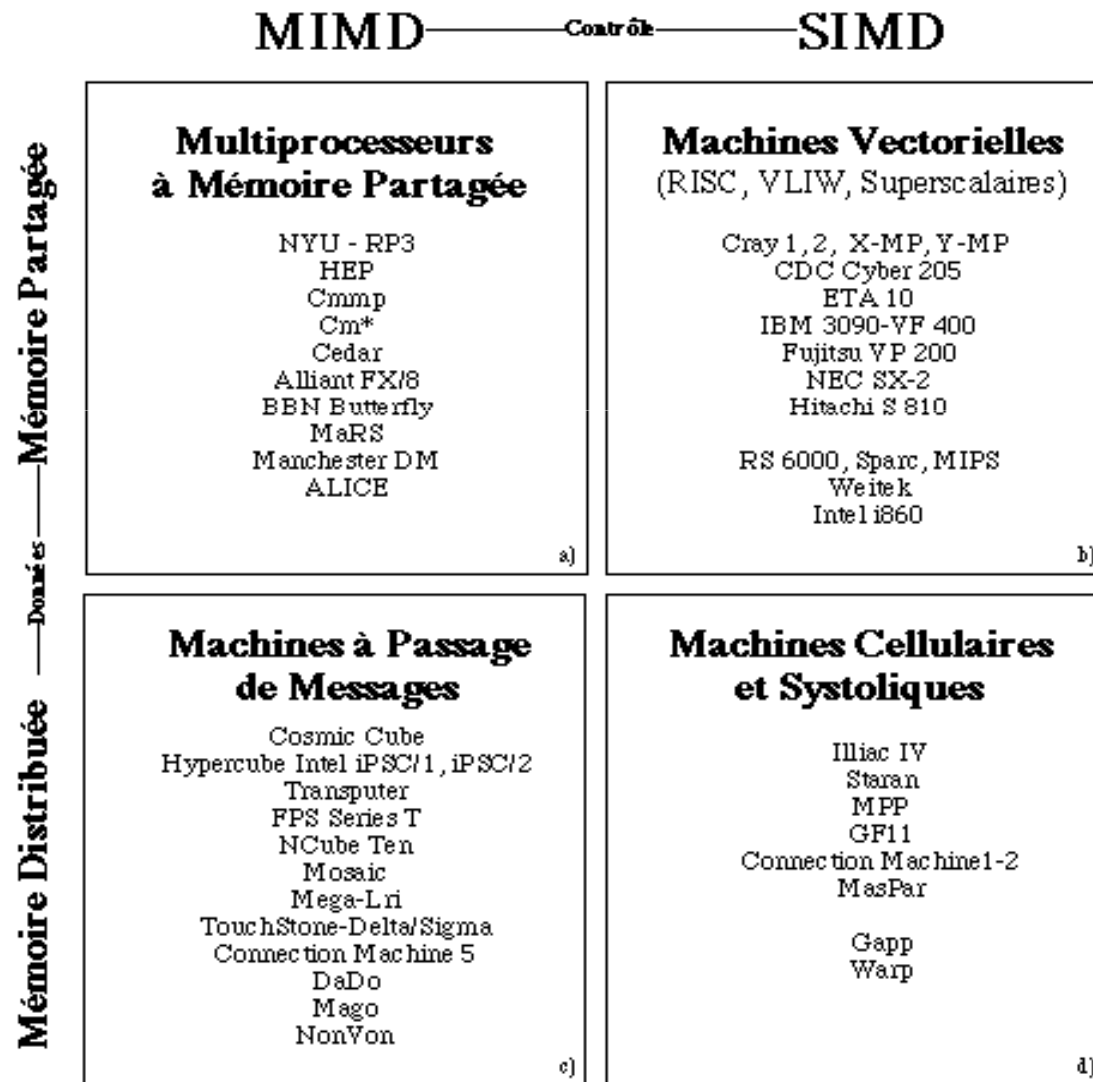 MIMD Contrôle SIMD
Mémoire Partagée
Données
Mémoire Distribuée
Multiprocesseurs
à Mémoire Partagée
NYU - RP3
HEP
Cmmp
Cm*
Cedar
Alliant FX/8
BBN Butterfly
MaRS
Manchester DM
ALICE
a)
Machines Vectorielles
(RISC, VLIW, Superscalaires)
Cray 1, 2, X-MP, Y-MP
CDC Cyber 205
ETA 10
IBM 3090-VF 400
Fujitsu VP 200
NEC SX-2
Hitachi S 810
RS 6000, Sparc, MIPS
Weitek
Intel i860
b)
Machines à Passage
de Messages
Cosmic Cube
Hypercube Intel iPSC/1, iPSC/2
Transputer
FPS Series T
NCube Ten
Mosaic
Mega-Lri
TouchStone-Delta/Sigma
Connection Machine 5
DaDo
Mago
NonVon
c)
Machines Cellulaires
et Systoliques
Illiac IV
Staran
MPP
GF11
Connection Machine1-2
MasPar
Gapp
Warp
d)